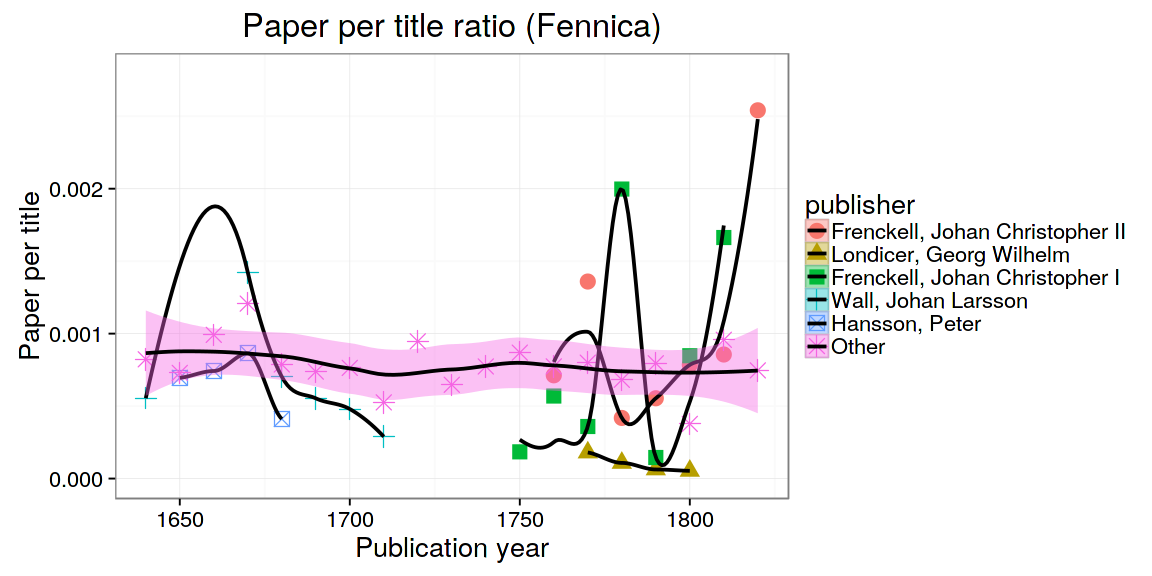 Paper per title ratio (Fennica)
Paper per title
0.002
0.001
0.000
1650 1700 1750 1800
Publication year
publisher
Frenckell, Johan Christopher II
Londicer, Georg Wilhelm
Frenckell, Johan Christopher I
Wall, Johan Larsson
Hansson, Peter
Other